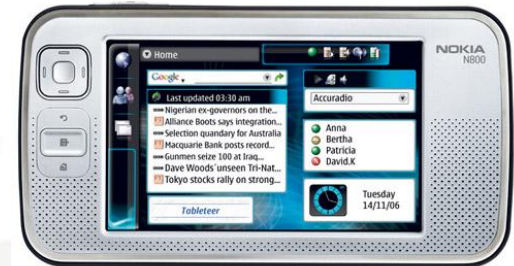 NOKIA
N800
Home
Google
Last updated 03:30 am
Nigerian ex-governors on the...
Alliance Boots says integration...
Selection quandary for Australia
Macquarie Bank posts record...
Gunmen seize 100 at Iraq...
Dave Woods' unseen Tri-Nat...
Tokyo stocks rally on strong...
Tableteer
Accuradio
Anna
Bertha
Patricia
David.K
Tuesday
14/11/06